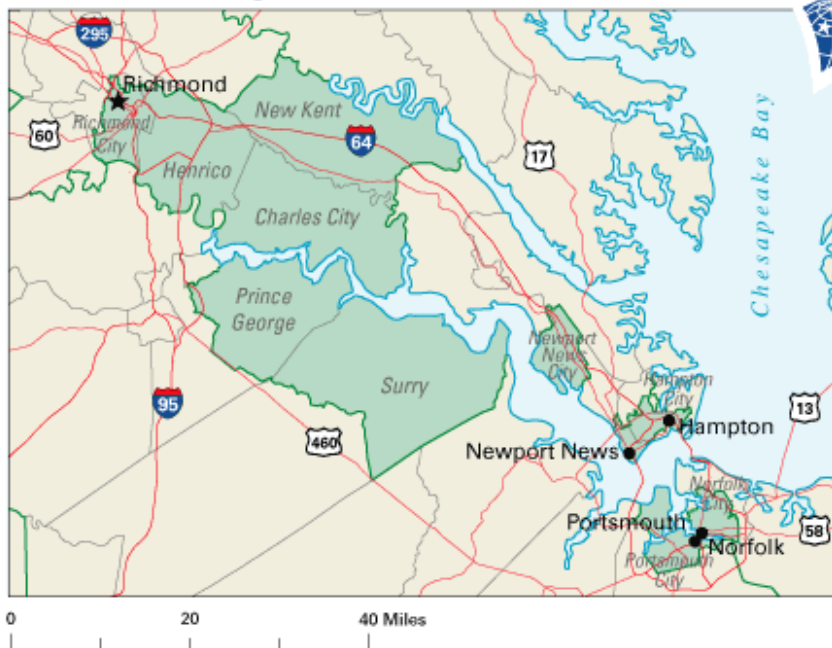 295
Richmond
New Kent
60
Richmond
City
64
17
Henrico
Chesapeake Bay
Charles City
Prince
George
Newport
News
City
Surry
Hampton
City
95
13
Hampton
460
Newport News
Norfolk
City
Portsmouth
58
Norfolk
Portsmouth
City
0 20 40 Miles